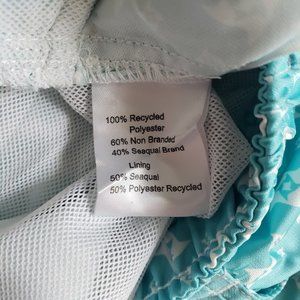 100% Recycled
Polyester
60% Non Branded
40% Seaqual Brand
Lining
50% Seaqual
50% Polyester Recycled